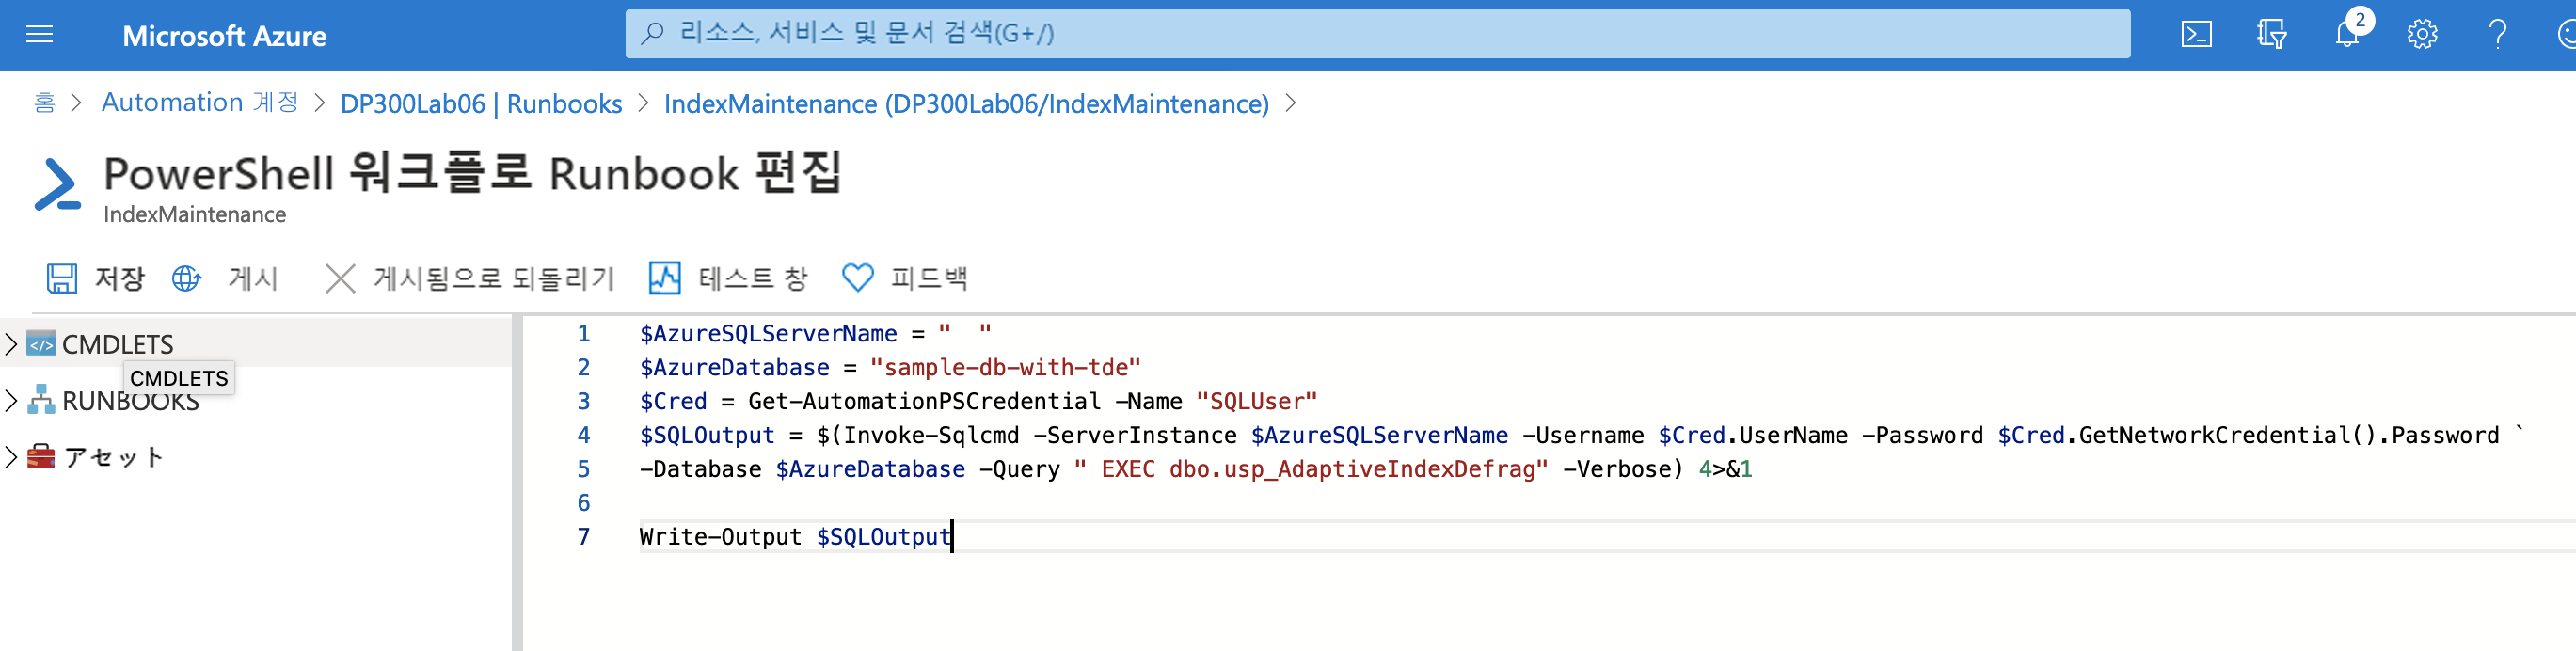 Microsoft Azure
리소스, 서비스 및 문서 검색(G+/)
2
홈 > Automation 계정 > DP300Lab06 | Runbooks > IndexMaintenance (DP300Lab06/IndexMaintenance) >
PowerShell 워크플로 Runbook 편집
IndexMaintenance
저장 게시 게시됨으로 되돌리기 테스트 창 피드백
CMDLETS
CMDLETS
RUNBOOKS
アセット
1 $AzureSQLServerName = "  "
2 $AzureDatabase = "sample-db-with-tde"
3 $Cred = Get-AutomationPSCredential -Name "SQLUser"
4 $SQLOutput = $(Invoke-Sqlcmd -ServerInstance $AzureSQLServerName -Username $Cred.UserName -Password $Cred.GetNetworkCredential().Password `
5 -Database $AzureDatabase -Query " EXEC dbo.usp_AdaptiveIndexDefrag" -Verbose) 4>&1
6
7 Write-Output $SQLOutput